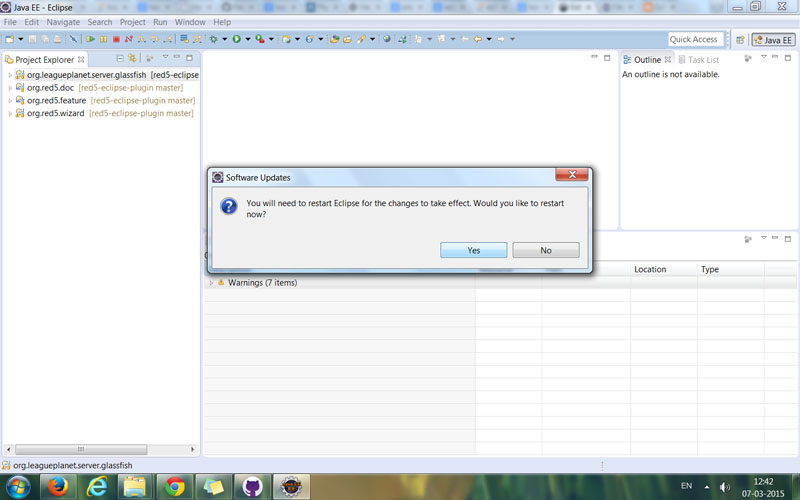 Java EE - Eclipse
File Edit Navigate Search Project Run Window Help
Quick Access
Java EE
Project Explorer
org.leagueplanet.server.glassfish [red5-eclipse
org.red5.doc [red5-eclipse-plugin master]
org.red5.feature [red5-eclipse-plugin master]
org.red5.wizard [red5-eclipse-plugin master]
Outline
Task List
An outline is not available.
Software Updates
You will need to restart Eclipse for the changes to take effect. Would you like to restart
now?
Yes
No
Location
Type
Warnings (7 items)
org.leagueplanet.server.glassfish
EN
12:42
07-03-2015